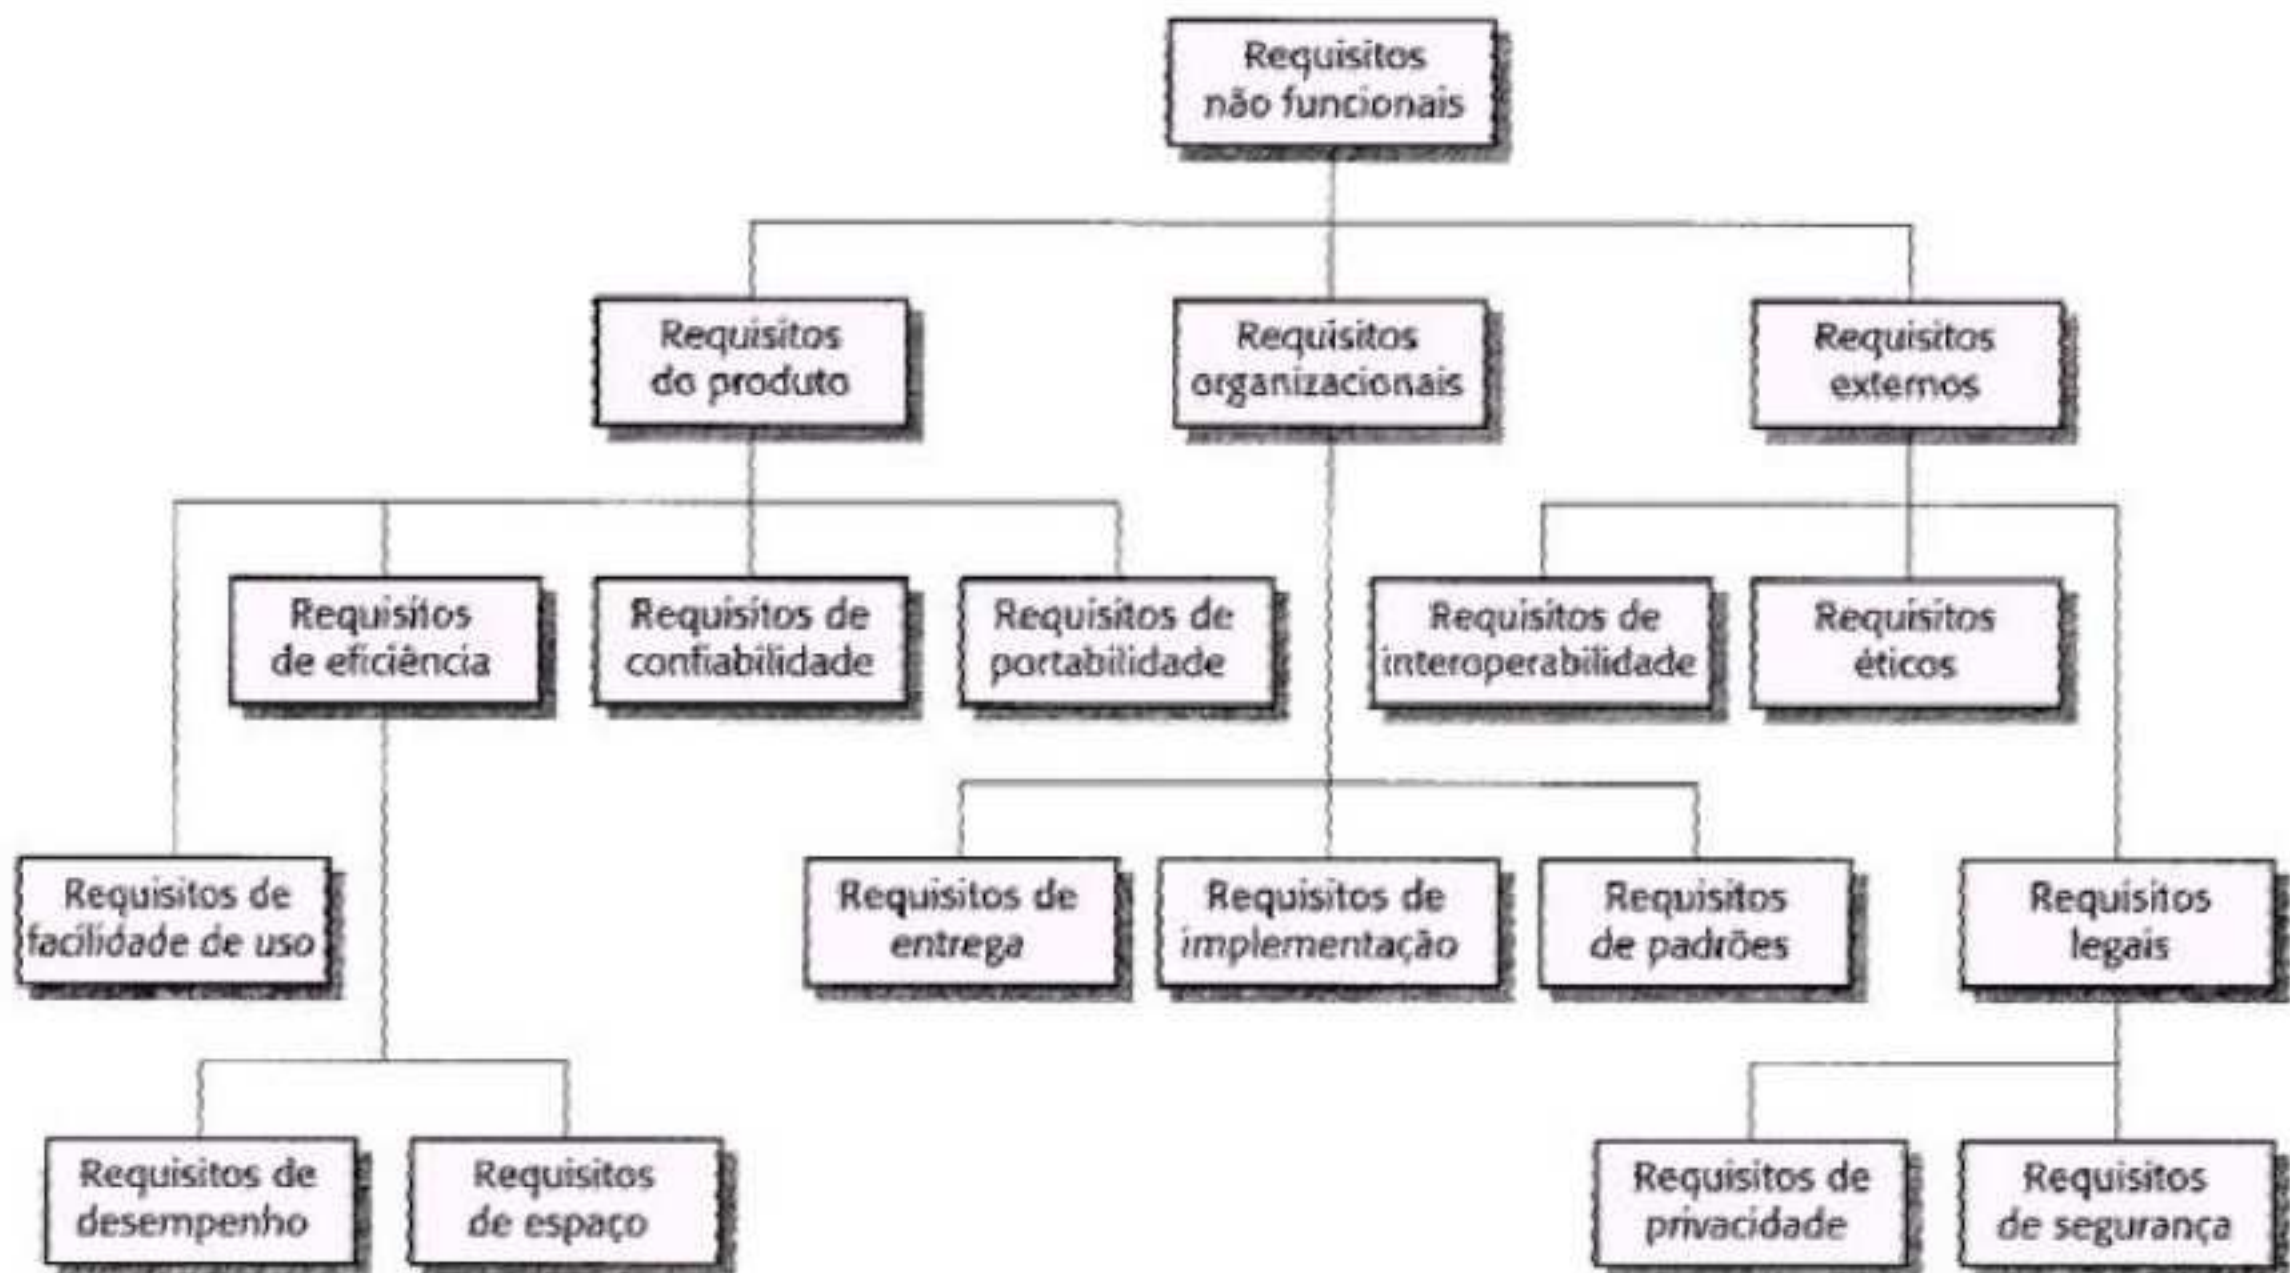 Requisitos
não funcionais
Requisitos
do produto
Requisitos
organizacionais
Requisitos
externos
Requisitos
de eficiência
Requisitos de
confiabilidade
Requisitos de
portabilidade
Requisitos de
interoperabilidade
Requisitos
éticos
Requisitos de
facilidade de uso
Requisitos de
entrega
Requisitos de
implementação
Requisitos
de padrões
Requisitos
legais
Requisitos de
desempenho
Requisitos
de espaço
Requisitos de
privacidade
Requisitos
de segurança